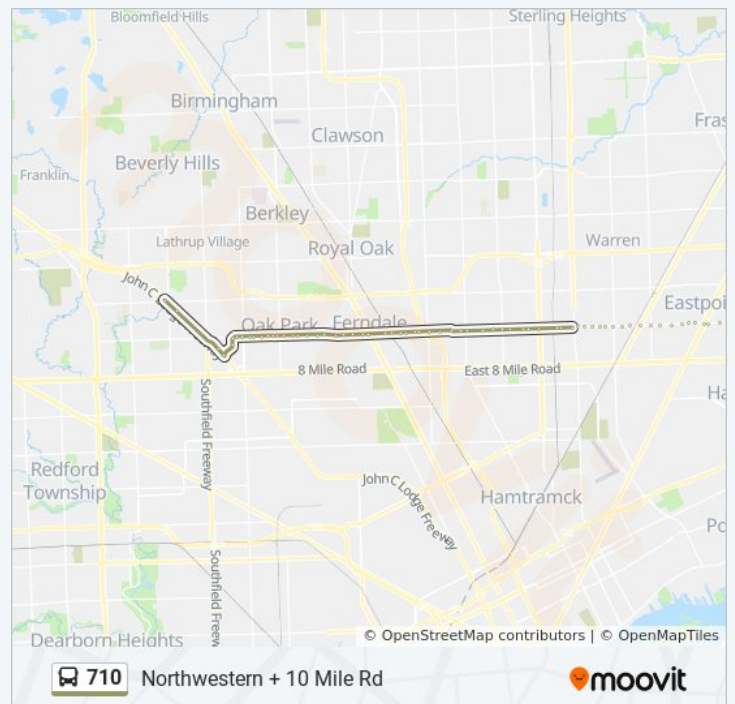 Bloomfield Hills
Sterling Heights
Birmingham
Clawson
Fras
Beverly Hills
Franklin
Berkley
Lathrup Village
Royal Oak
Warren
John C
Oak Park
Ferndale
Eastpoi
8 Mile Road
East 8 Mile Road
Southfield Freeway
Ha
Redford
Township
John C Lodge Freeway
Hamtramck
Po
Southfield Freew
Dearborn Heights
© OpenStreetMap contributors | © OpenMapTiles
710 Northwestern + 10 Mile Rd
moovit